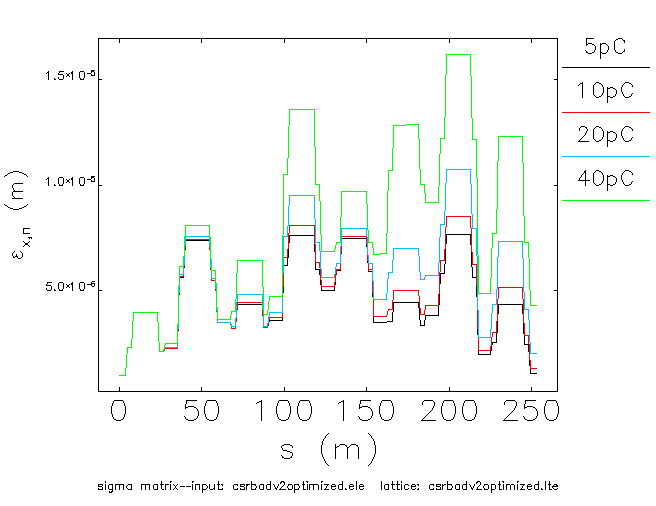 5pC
10pC
20pC
40pC
1.5×10⁻⁵
1.0×10⁻⁵
5.0×10⁻⁶
εx,n (m)
0 50 100 150 200 250
s (m)
sigma matrix--input: csrbadv2optimized.ele lattice: csrbadv2optimized.lte